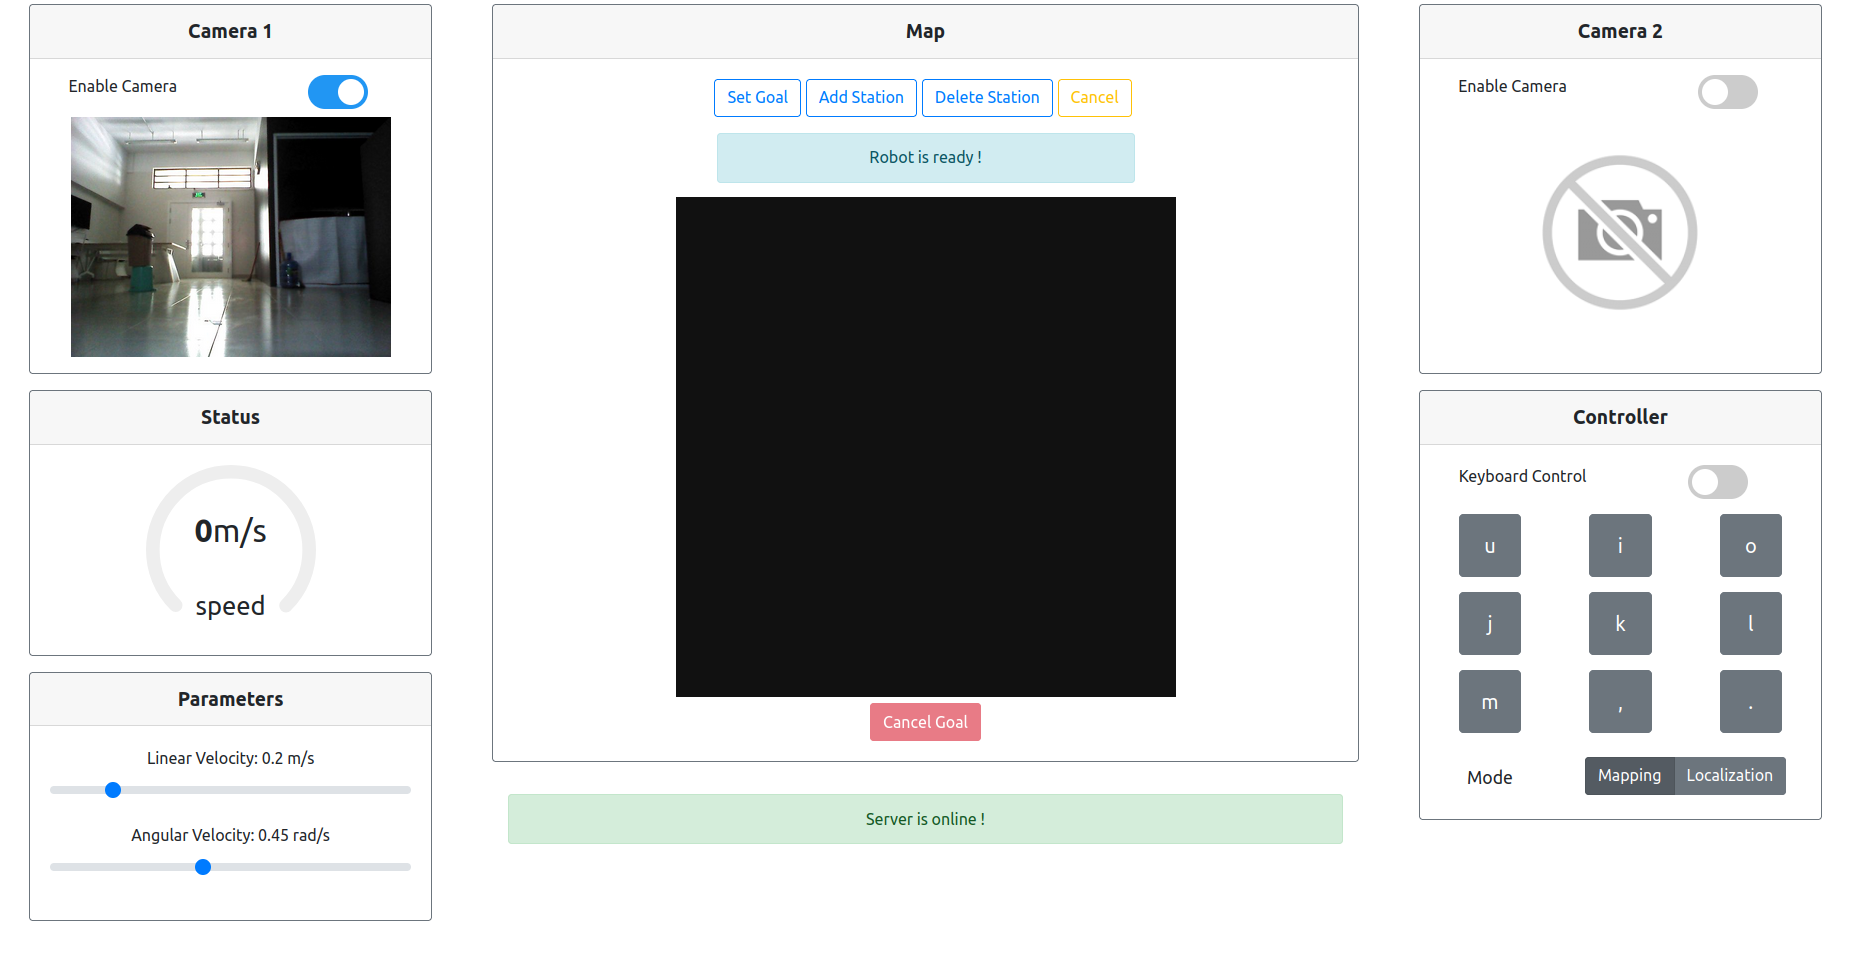 Camera 1
Enable Camera
Status
0m/s
speed
Parameters
Linear Velocity: 0.2 m/s
Angular Velocity: 0.45 rad/s
Map
Set Goal Add Station Delete Station Cancel
Robot is ready !
Cancel Goal
Server is online !
Camera 2
Enable Camera
Controller
Keyboard Control
u i o
j k l
m , .
Mode Mapping Localization